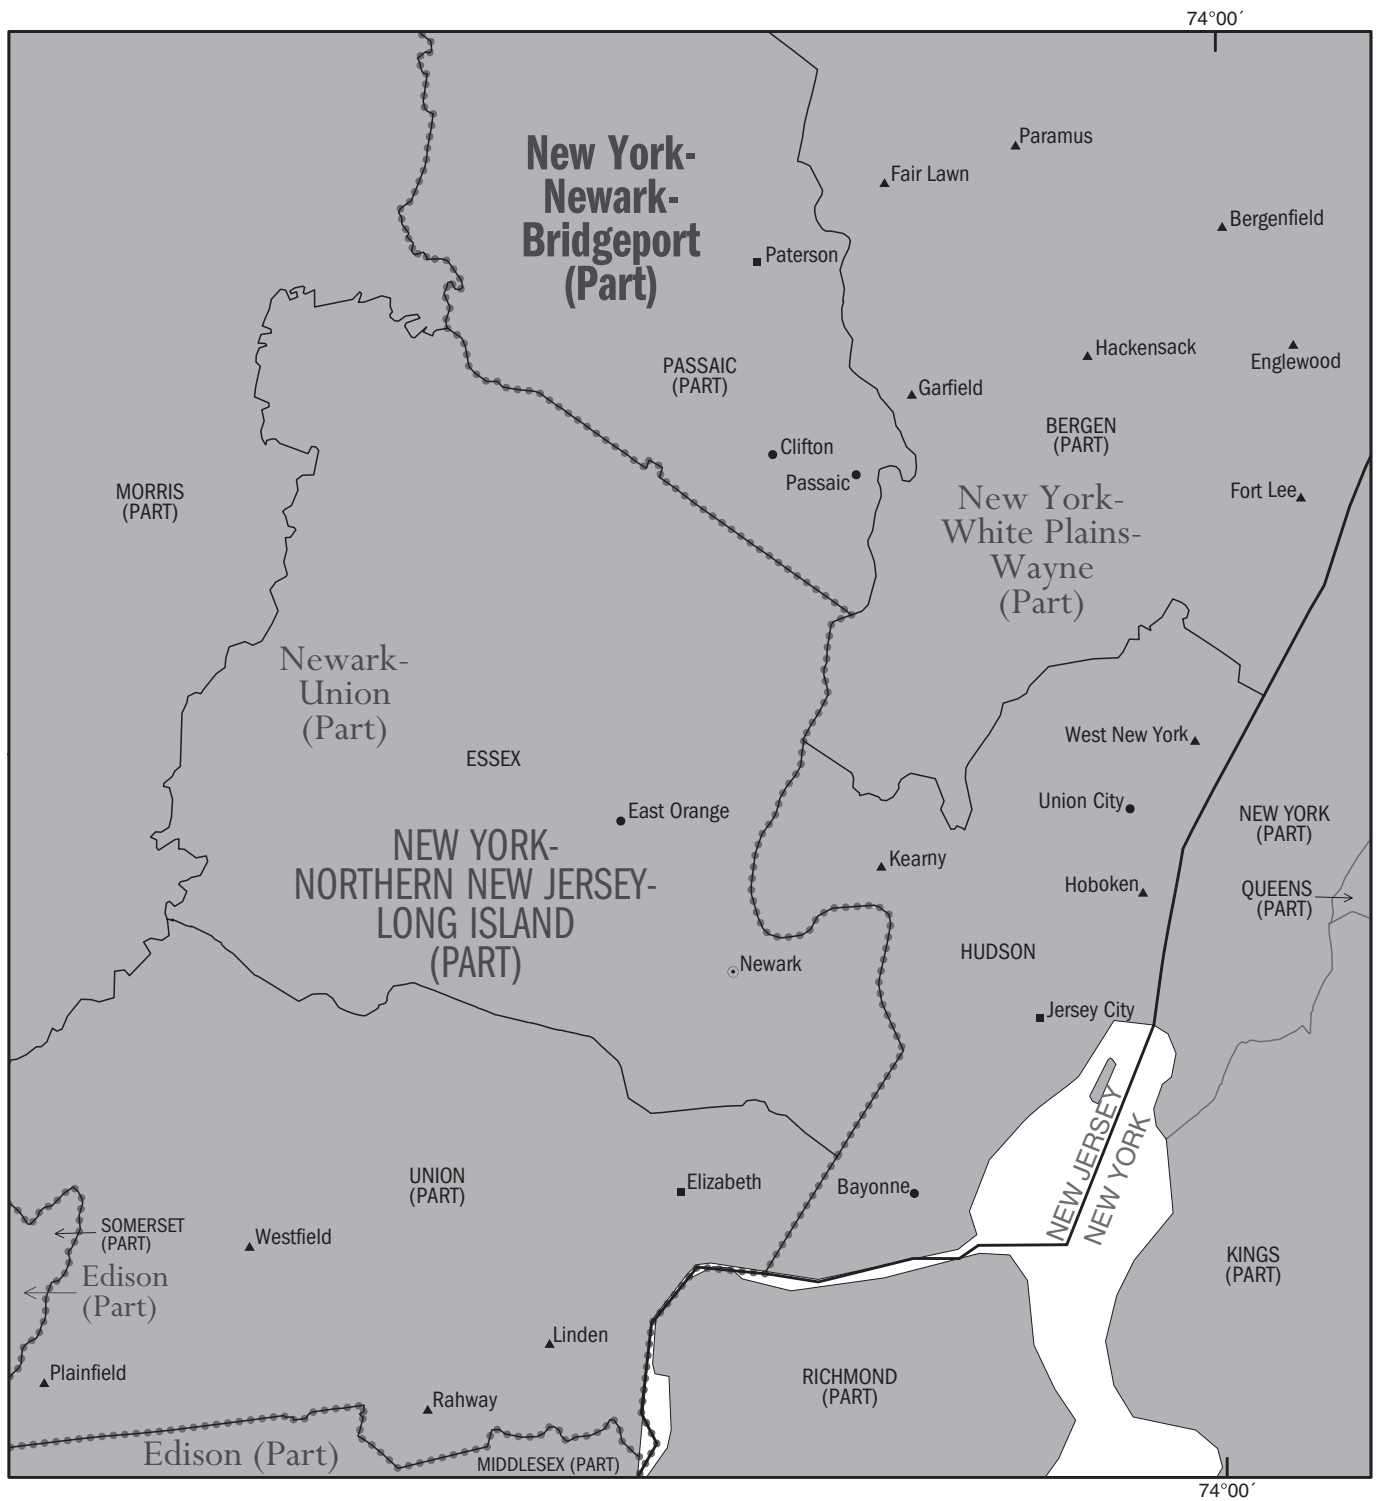 74°00´
Paramus
Fair Lawn
New York-
Newark-
Bridgeport
(Part)
Bergenfield
Paterson
Hackensack
Englewood
PASSAIC
(PART)
Garfield
BERGEN
(PART)
Clifton
Passaic
MORRIS
(PART)
Fort Lee
New York-
White Plains-
Wayne
(Part)
Newark-
Union
(Part)
West New York
ESSEX
Union City
East Orange
NEW YORK
(PART)
NEW YORK-
NORTHERN NEW JERSEY-
LONG ISLAND
(PART)
Kearny
Hoboken
QUEENS
(PART)
HUDSON
Newark
Jersey City
NEW JERSEY
NEW YORK
UNION
(PART)
Elizabeth
Bayonne
SOMERSET
(PART)
Westfield
KINGS
(PART)
Edison
(Part)
Linden
Plainfield
RICHMOND
(PART)
Rahway
Edison (Part)
MIDDLESEX (PART)
74°00´